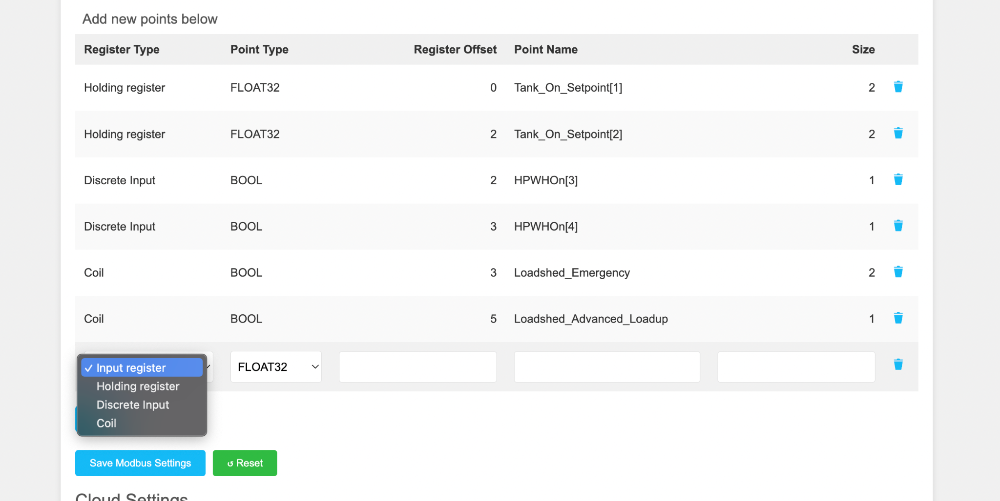 Add new points below
Register Type Point Type Register Offset Point Name Size
Holding register FLOAT32 0 Tank_On_Setpoint[1] 2
Holding register FLOAT32 2 Tank_On_Setpoint[2] 2
Discrete Input BOOL 2 HPWHOn[3] 1
Discrete Input BOOL 3 HPWHOn[4] 1
Coil BOOL 3 Loadshed_Emergency 2
Coil BOOL 5 Loadshed_Advanced_Loadup 1
✓ Input register FLOAT32
Holding register
Discrete Input
Coil
Save Modbus Settings ↺ Reset
Cloud Settings